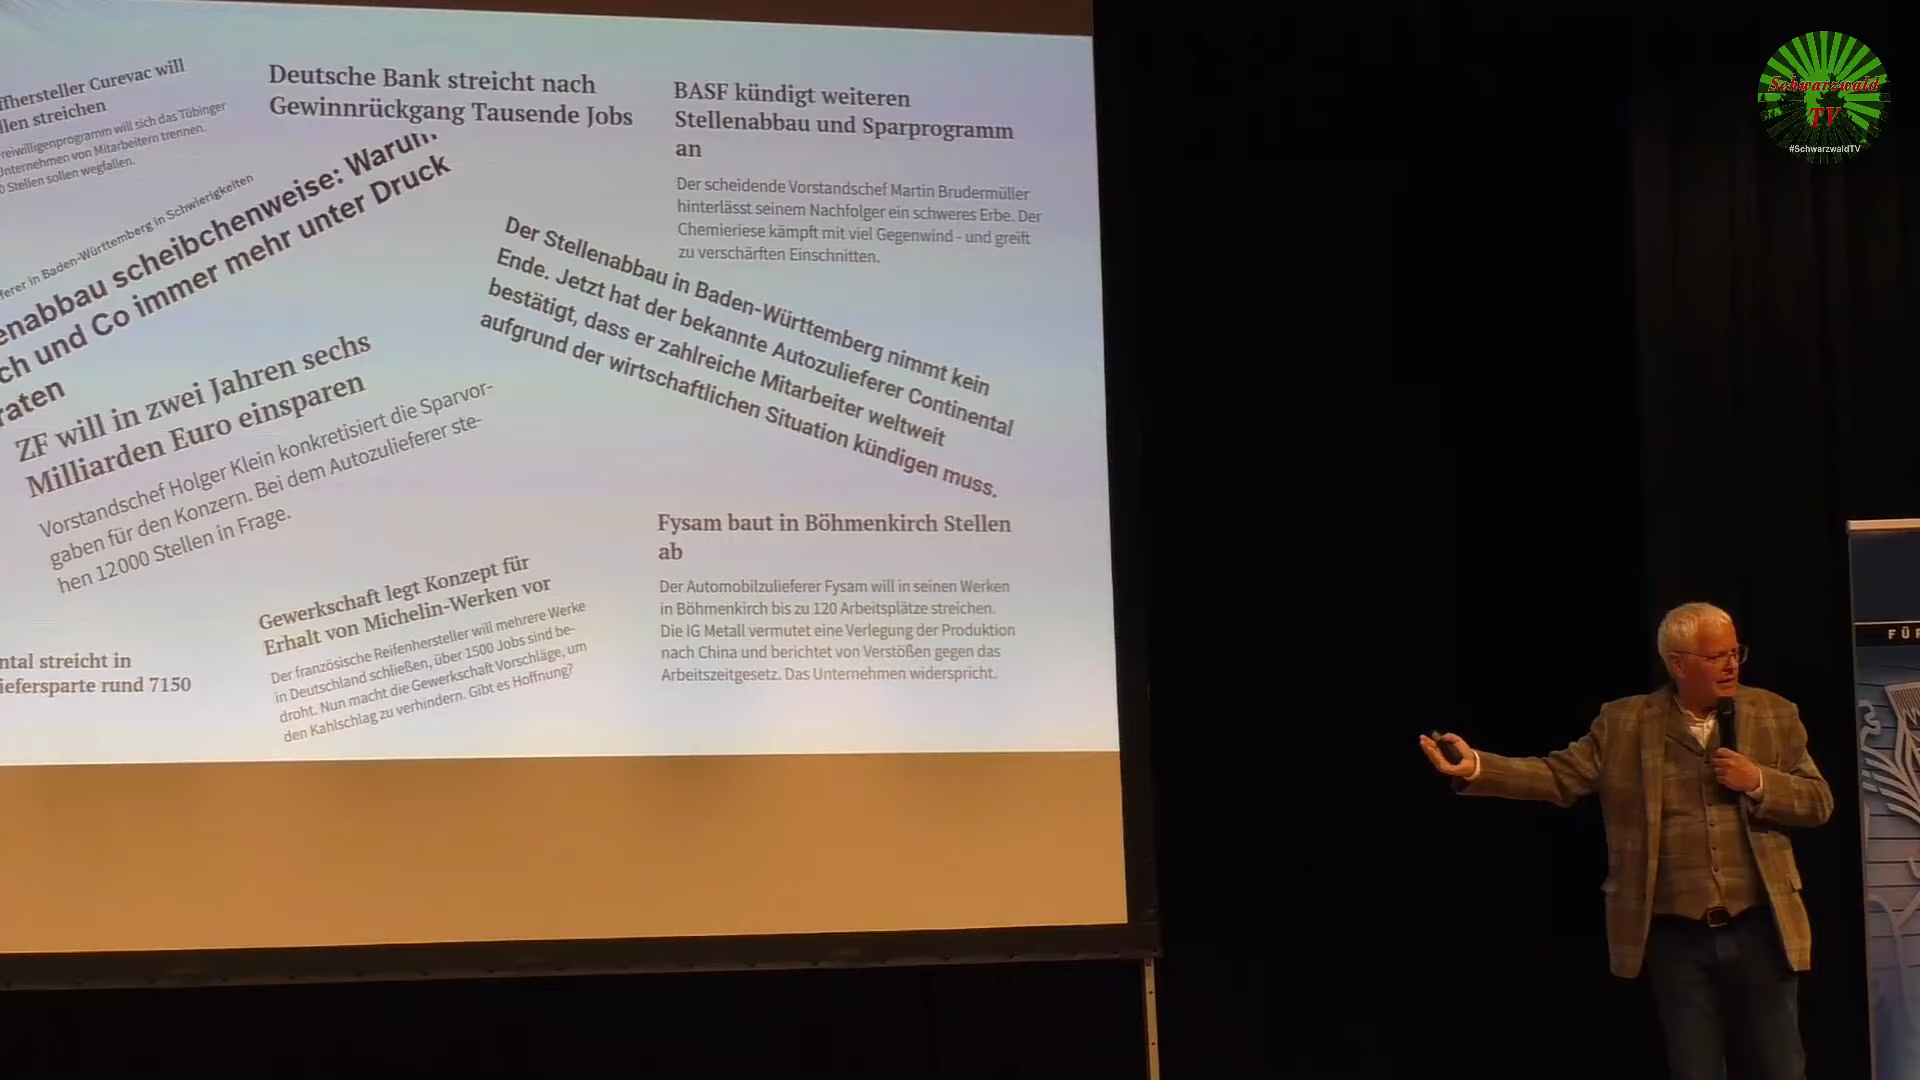 ffhersteller Curevac will
llen streichen
reiwilligenprogramm will sich das Tübinger
Unternehmen von Mitarbeitern trennen.
0 Stellen sollen wegfallen.
Deutsche Bank streicht nach
Gewinnrückgang Tausende Jobs
BASF kündigt weiteren
Stellenabbau und Sparprogramm
an
Der scheidende Vorstandschef Martin Brudermüller
hinterlässt seinem Nachfolger ein schweres Erbe. Der
Chemieriese kämpft mit viel Gegenwind - und greift
zu verschärften Einschnitten.
ferer in Baden-Württemberg in Schwierigkeiten
enabbau scheibchenweise: Warum
ch und Co immer mehr unter Druck
raten
Der Stellenabbau in Baden-Württemberg nimmt kein
Ende. Jetzt hat der bekannte Autozulieferer Continental
bestätigt, dass er zahlreiche Mitarbeiter weltweit
aufgrund der wirtschaftlichen Situation kündigen muss.
ZF will in zwei Jahren sechs
Milliarden Euro einsparen
Vorstandschef Holger Klein konkretisiert die Sparvor-
gaben für den Konzern. Bei dem Autozulieferer ste-
hen 12000 Stellen in Frage.
Fysam baut in Böhmenkirch Stellen
ab
Der Automobilzulieferer Fysam will in seinen Werken
in Böhmenkirch bis zu 120 Arbeitsplätze streichen.
Die IG Metall vermutet eine Verlegung der Produktion
nach China und berichtet von Verstößen gegen das
Arbeitszeitgesetz. Das Unternehmen widerspricht.
Gewerkschaft legt Konzept für
Erhalt von Michelin-Werken vor
Der französische Reifenhersteller will mehrere Werke
in Deutschland schließen, über 1500 Jobs sind be-
droht. Nun macht die Gewerkschaft Vorschläge, um
den Kahlschlag zu verhindern. Gibt es Hoffnung?
ntal streicht in
iefersparte rund 7150
Schwarzwald
TV
#SchwarzwaldTV
FÜR